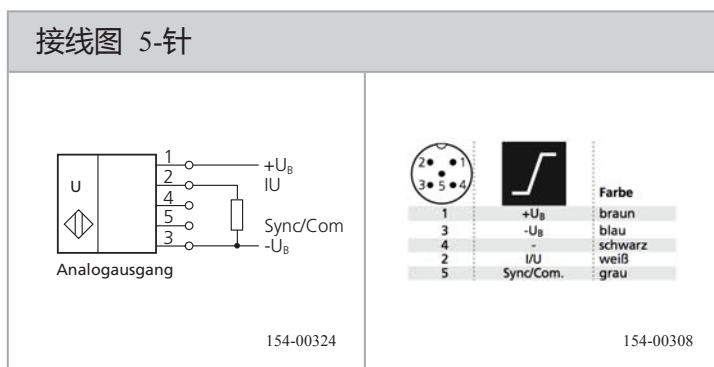 接线图 5-针
U
1
2
4
5
3
+UB
IU
Sync/Com
-UB
Analogausgang
154-00324
2 1
3 5 4
Farbe
1 +UB braun
3 -UB blau
4 - schwarz
2 I/U weiß
5 Sync/Com. grau
154-00308